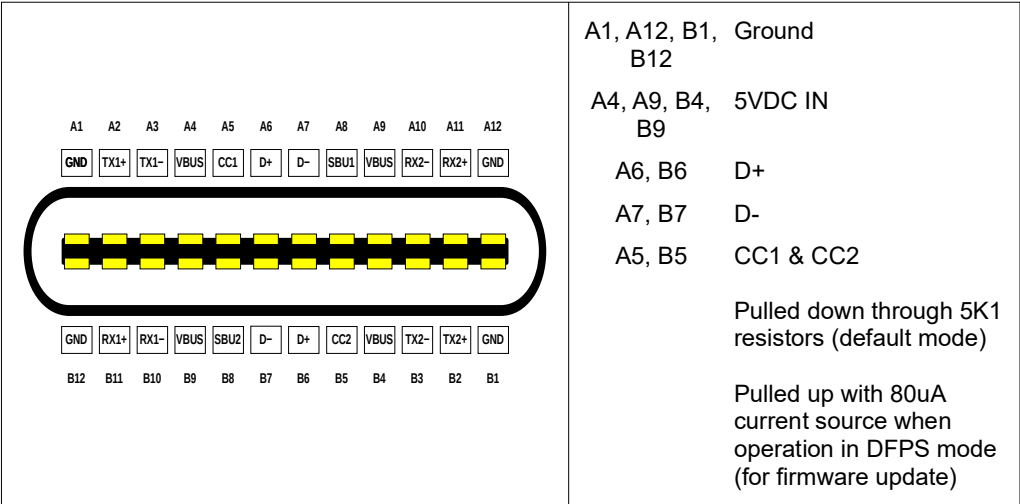 A1 A2 A3 A4 A5 A6 A7 A8 A9 A10 A11 A12
GND TX1+ TX1− VBUS CC1 D+ D− SBU1 VBUS RX2− RX2+ GND
GND RX1+ RX1− VBUS SBU2 D− D+ CC2 VBUS TX2− TX2+ GND
B12 B11 B10 B9 B8 B7 B6 B5 B4 B3 B2 B1
A1, A12, B1, Ground
B12
A4, A9, B4, 5VDC IN
B9
A6, B6 D+
A7, B7 D-
A5, B5 CC1 & CC2
Pulled down through 5K1
resistors (default mode)
Pulled up with 80uA
current source when
operation in DFPS mode
(for firmware update)